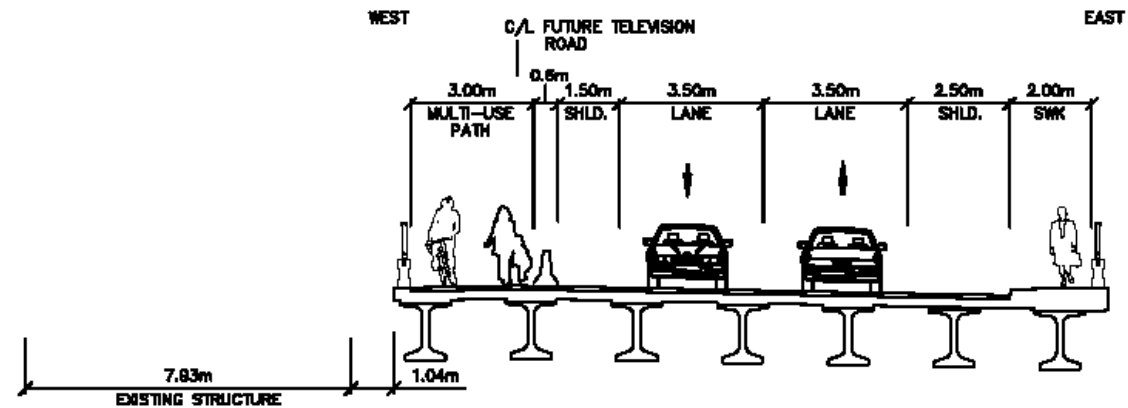 WEST
EAST
C/L FUTURE TELEVISION
ROAD
0.6m
3.00m 1.50m 3.50m 3.50m 2.50m 2.00m
MULTI-USE SHLD. LANE LANE SHLD. SWK
PATH
7.83m 1.04m
EXISTING STRUCTURE